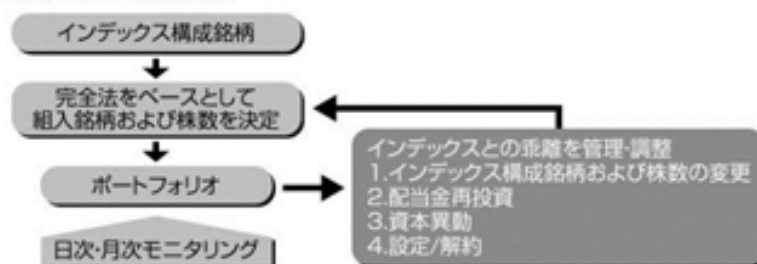 インデックス構成銘柄
完全法をベースとして
組入銘柄および株数を決定
ポートフォリオ
日次・月次モニタリング
インデックスとの乖離を管理・調整
1.インデックス構成銘柄および株数の変更
2.配当金再投資
3.資本異動
4.設定/解約